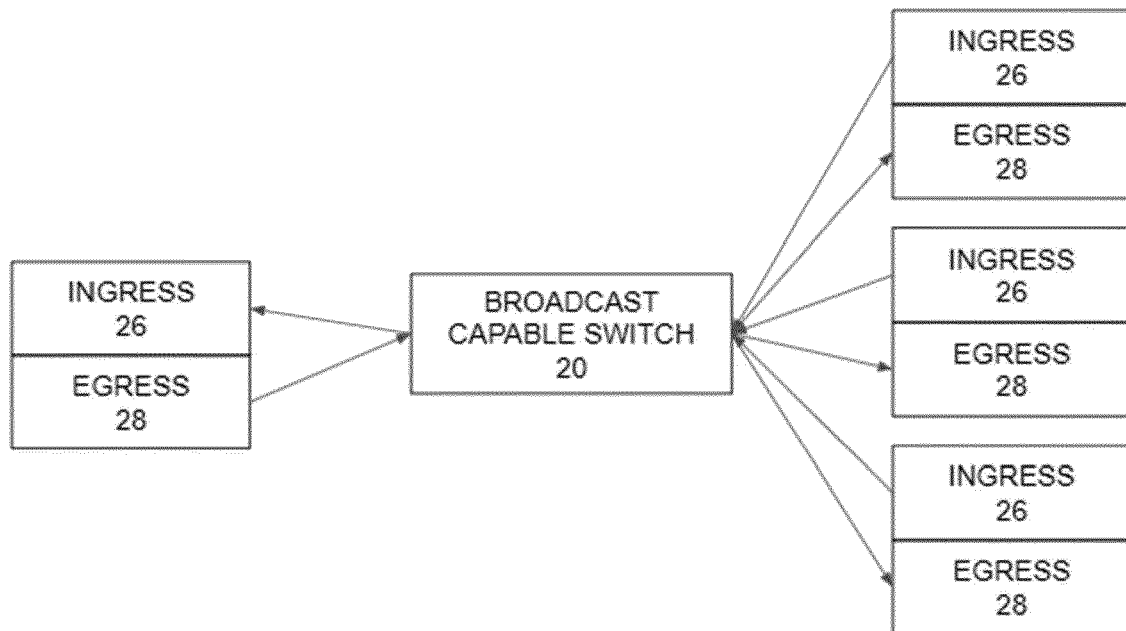 INGRESS
26
EGRESS
28
BROADCAST
CAPABLE SWITCH
20
INGRESS
26
EGRESS
28
INGRESS
26
EGRESS
28
INGRESS
26
EGRESS
28